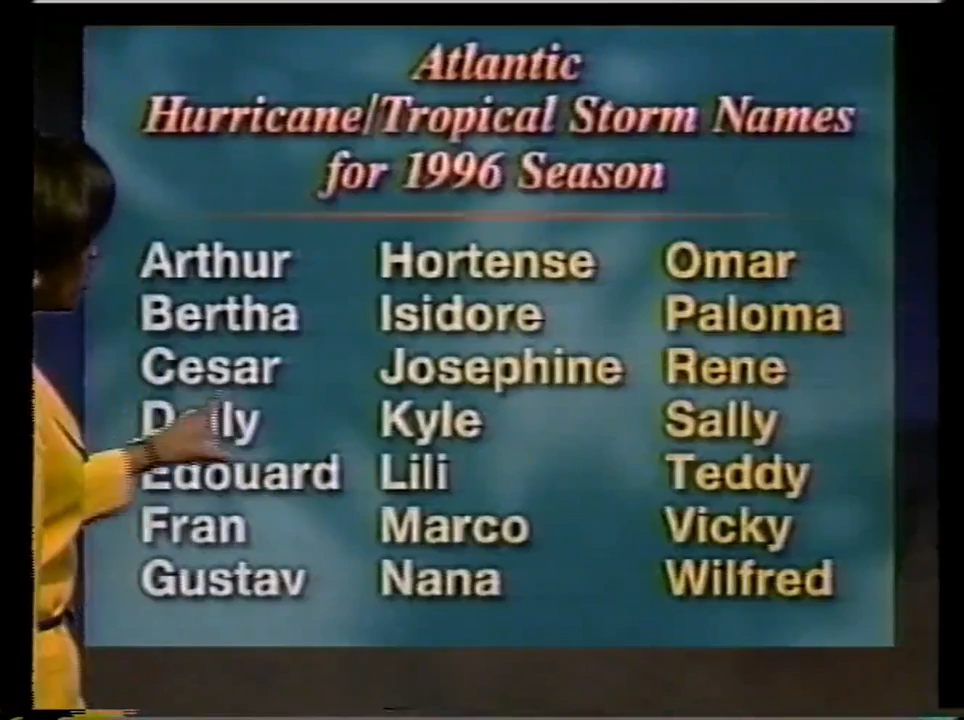 Atlantic
Hurricane/Tropical Storm Names
for 1996 Season
Arthur
Bertha
Cesar
Dolly
Edouard
Fran
Gustav
Hortense
Isidore
Josephine
Kyle
Lili
Marco
Nana
Omar
Paloma
Rene
Sally
Teddy
Vicky
Wilfred